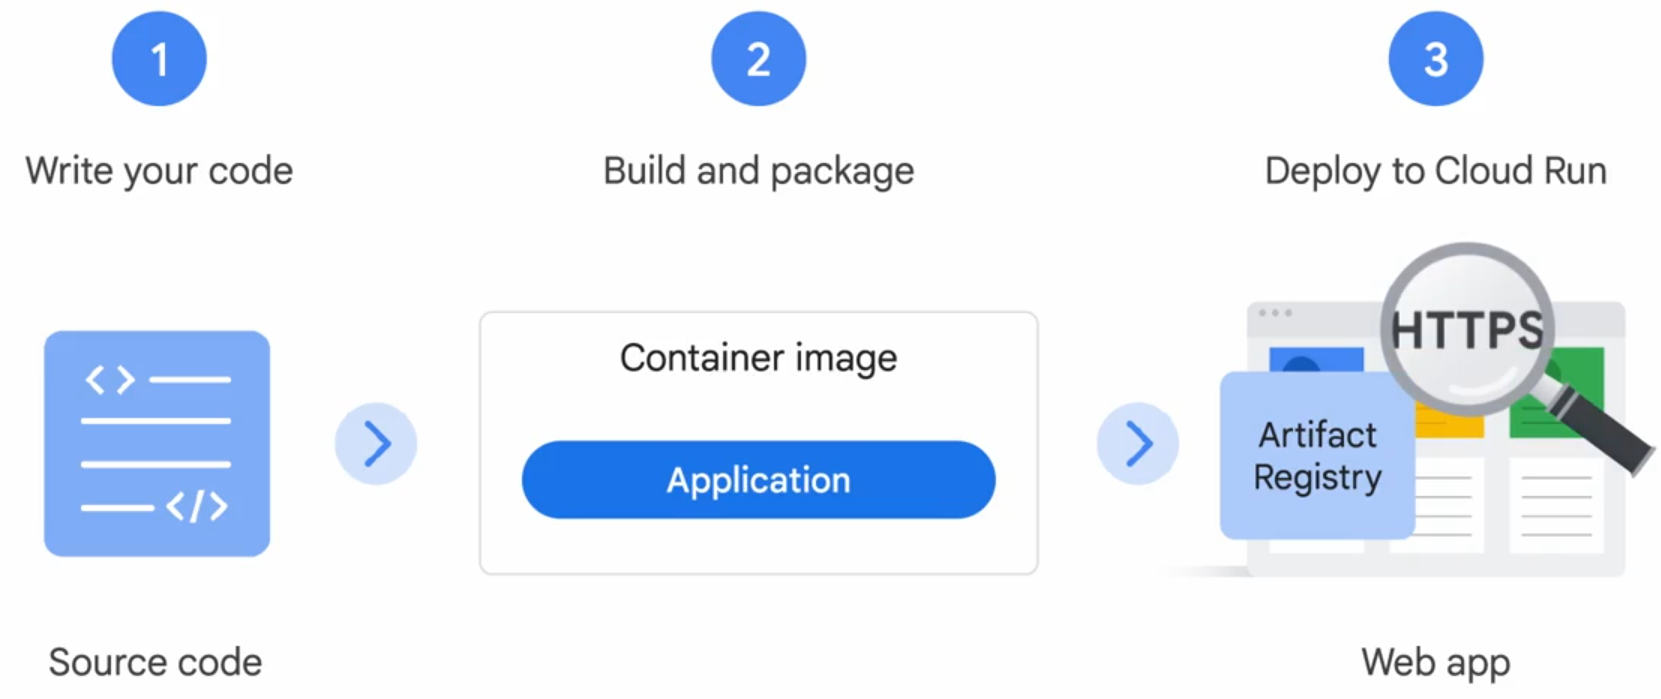 1
2
3
Write your code
Build and package
Deploy to Cloud Run
< >
</>
Container image
Application
HTTPS
Artifact
Registry
Source code
Web app